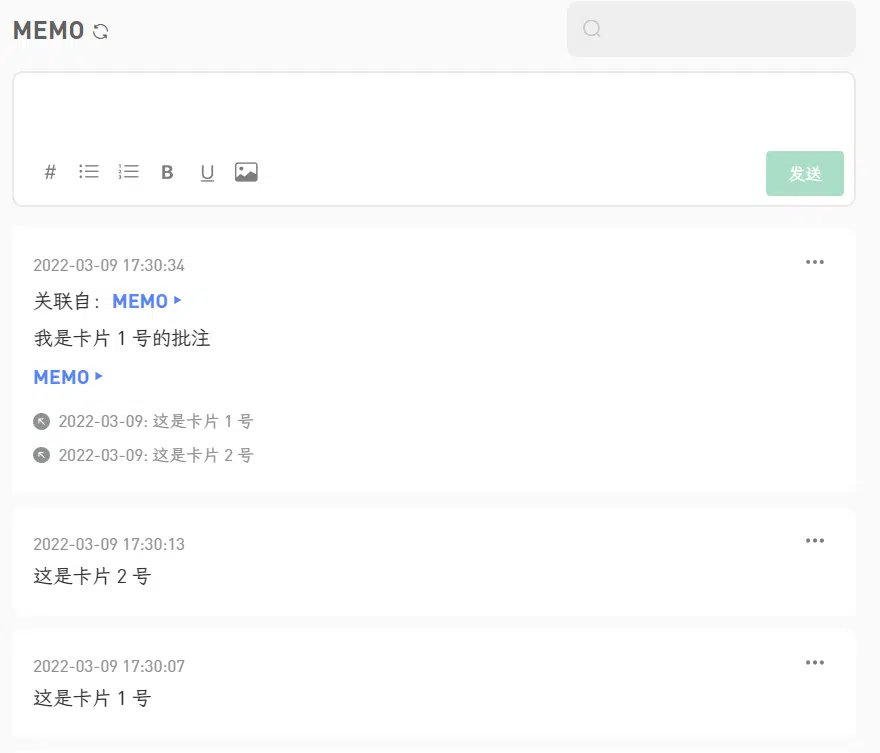 MEMO
#
B
U
发送
2022-03-09 17:30:34
关联自：MEMO
我是卡片 1 号的批注
MEMO
2022-03-09: 这是卡片 1 号
2022-03-09: 这是卡片 2 号
2022-03-09 17:30:13
这是卡片 2 号
2022-03-09 17:30:07
这是卡片 1 号